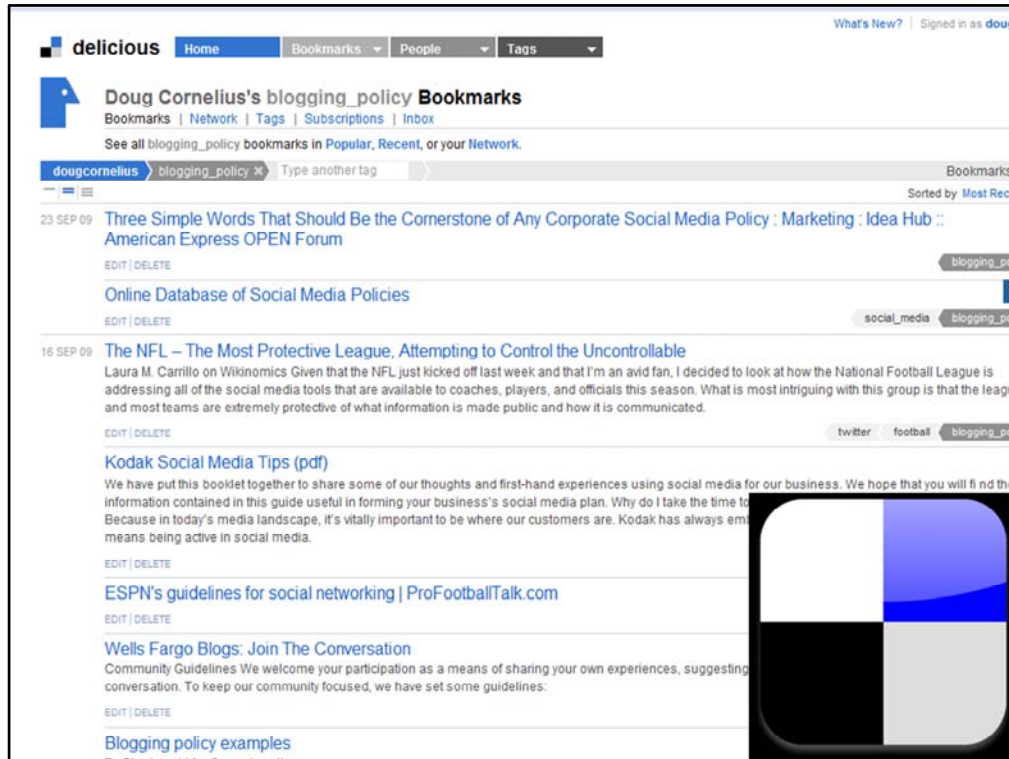 What's New? Signed in as doug
delicious Home Bookmarks People Tags
Doug Cornelius's blogging_policy Bookmarks
Bookmarks | Network | Tags | Subscriptions | Inbox
See all blogging_policy bookmarks in Popular, Recent, or your Network.
dougcornelius blogging_policy × Type another tag Bookmarks
Sorted by Most Rec
23 SEP 09 Three Simple Words That Should Be the Cornerstone of Any Corporate Social Media Policy : Marketing : Idea Hub ::
American Express OPEN Forum
EDIT | DELETE blogging_po
Online Database of Social Media Policies
EDIT | DELETE social_media blogging_po
16 SEP 09 The NFL – The Most Protective League, Attempting to Control the Uncontrollable
Laura M. Carrillo on Wikinomics Given that the NFL just kicked off last week and that I'm an avid fan, I decided to look at how the National Football League is
addressing all of the social media tools that are available to coaches, players, and officials this season. What is most intriguing with this group is that the leagu
and most teams are extremely protective of what information is made public and how it is communicated.
EDIT | DELETE twitter football blogging_po
Kodak Social Media Tips (pdf)
We have put this booklet together to share some of our thoughts and first-hand experiences using social media for our business. We hope that you will find the
information contained in this guide useful in forming your business's social media plan. Why do I take the time to
Because in today's media landscape, it's vitally important to be where our customers are. Kodak has always em
means being active in social media.
EDIT | DELETE
ESPN's guidelines for social networking | ProFootballTalk.com
EDIT | DELETE
Wells Fargo Blogs: Join The Conversation
Community Guidelines We welcome your participation as a means of sharing your own experiences, suggesting
conversation. To keep our community focused, we have set some guidelines:
EDIT | DELETE
Blogging policy examples